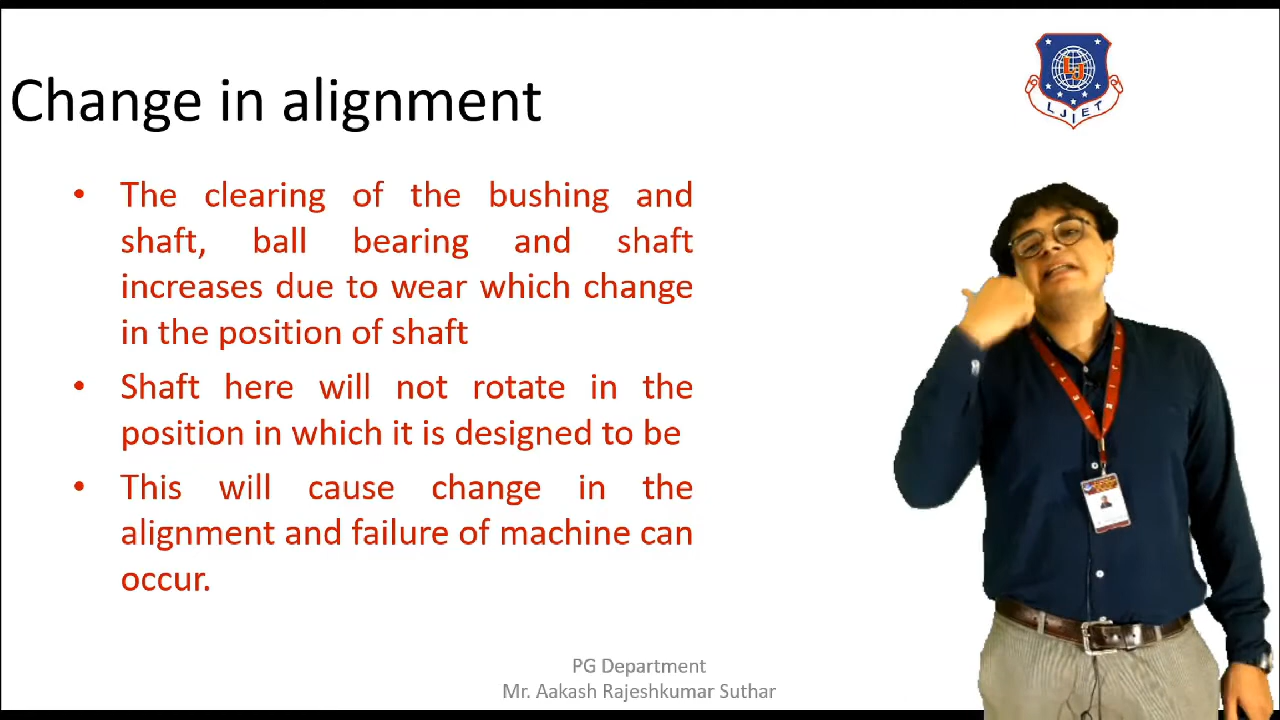 Change in alignment
LJIET
• The clearing of the bushing and
shaft, ball bearing and shaft
increases due to wear which change
in the position of shaft
• Shaft here will not rotate in the
position in which it is designed to be
• This will cause change in the
alignment and failure of machine can
occur.
PG Department
Mr. Aakash Rajeshkumar Suthar